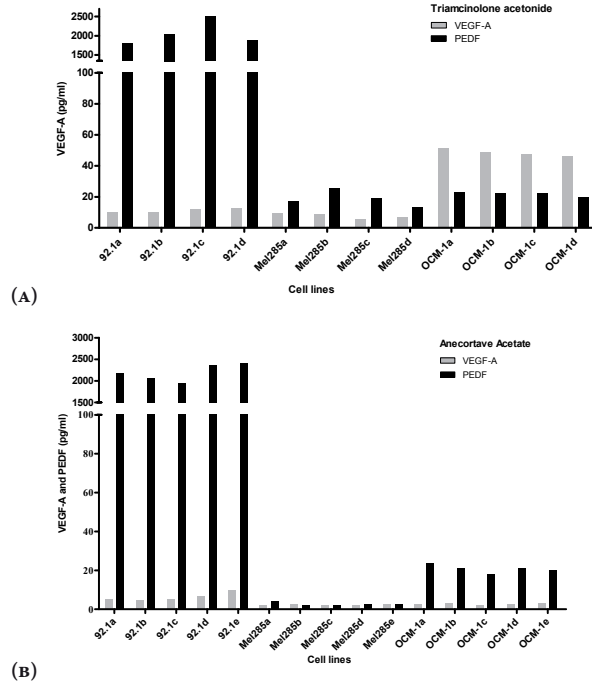 Triamcinolone acetonide
VEGF-A
PEDF
2500
2000
1500
100
80
60
40
20
0
VEGF-A (pg/ml)
92.1a 92.1b 92.1c 92.1d Mel285a Mel285b Mel285c Mel285d OCM-1a OCM-1b OCM-1c OCM-1d
Cell lines
(A)
Anecortave Acetate
VEGF-A
PEDF
3000
2500
2000
1500
100
80
60
40
20
0
VEGF-A and PEDF (pg/ml)
92.1a 92.1b 92.1c 92.1d 92.1e Mel285a Mel285b Mel285c Mel285d Mel285e OCM-1a OCM-1b OCM-1c OCM-1d OCM-1e
Cell lines
(B)